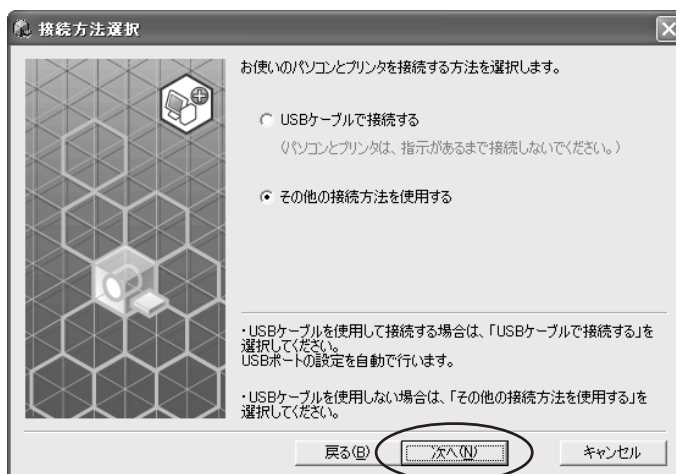 接続方法選択
お使いのパソコンとプリンタを接続する方法を選択します。
USBケーブルで接続する
(パソコンとプリンタは、指示があるまで接続しないでください。)
その他の接続方法を使用する
・USBケーブルを使用して接続する場合は、「USBケーブルで接続する」を
選択してください。
USBポートの設定を自動で行います。
・USBケーブルを使用しない場合は、「その他の接続方法を使用する」を
選択してください。
戻る(B) 次へ(N) キャンセル